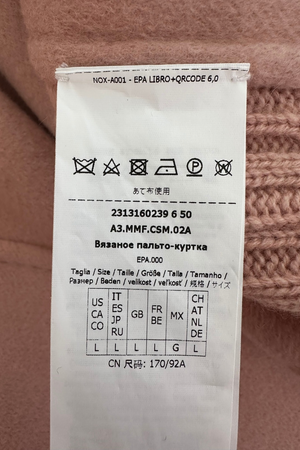 NOX-A001 - EPA LIBRO+QRCODE 6,0
あて布使用
2313160239 6 50
A3.MMF.CSM.02A
Вязаное пальто-куртка
EPA.000
Taglia / Size / Taille / Größe / Talla / Tamanho /
Размер / Beden / velikost / veľkosť / 規格 / サイズ
US CA CO IT ES JP RU GB FR BE MX CH AT NL DE
L L L L G L
CN 尺码: 170/92A